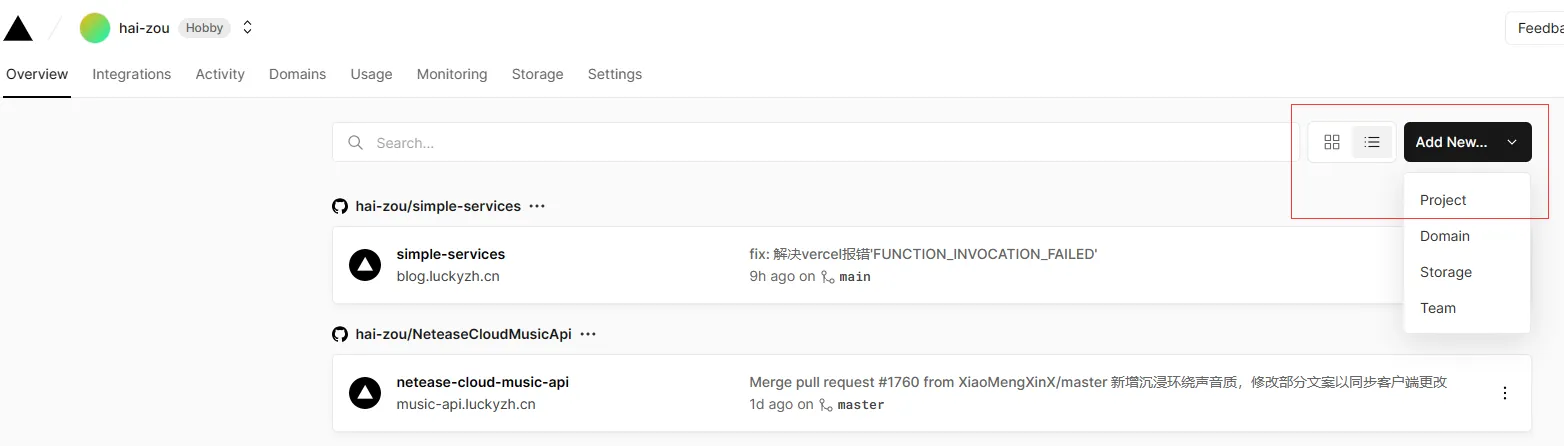 hai-zou Hobby
Feedba
Overview Integrations Activity Domains Usage Monitoring Storage Settings
Search...
Add New...
Project
Domain
Storage
Team
hai-zou/simple-services
simple-services
blog.luckyzh.cn
fix: 解决vercel报错'FUNCTION_INVOCATION_FAILED'
9h ago on main
hai-zou/NeteaseCloudMusicApi
netease-cloud-music-api
music-api.luckyzh.cn
Merge pull request #1760 from XiaoMengXinX/master 新增沉浸环绕声音质，修改部分文案以同步客户端更改
1d ago on master